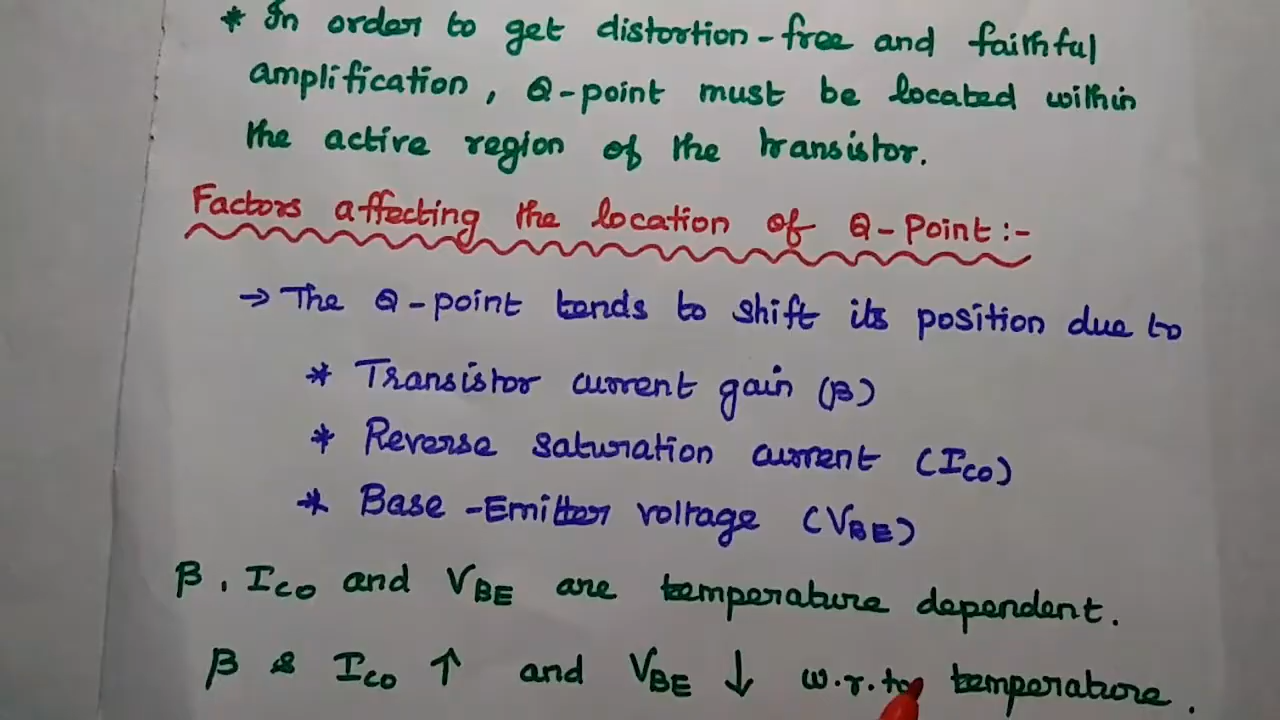 * In order to get distortion-free and faithful
amplification, Q-point must be located within
the active region of the transistor.
Factors affecting the location of Q-Point :-
→ The Q-point tends to shift its position due to
* Transistor current gain (β)
* Reverse saturation current (ICO)
* Base-Emitter voltage (VBE)
β, ICO and VBE are temperature dependent.
β & ICO ↑ and VBE ↓ w.r.to temperature.